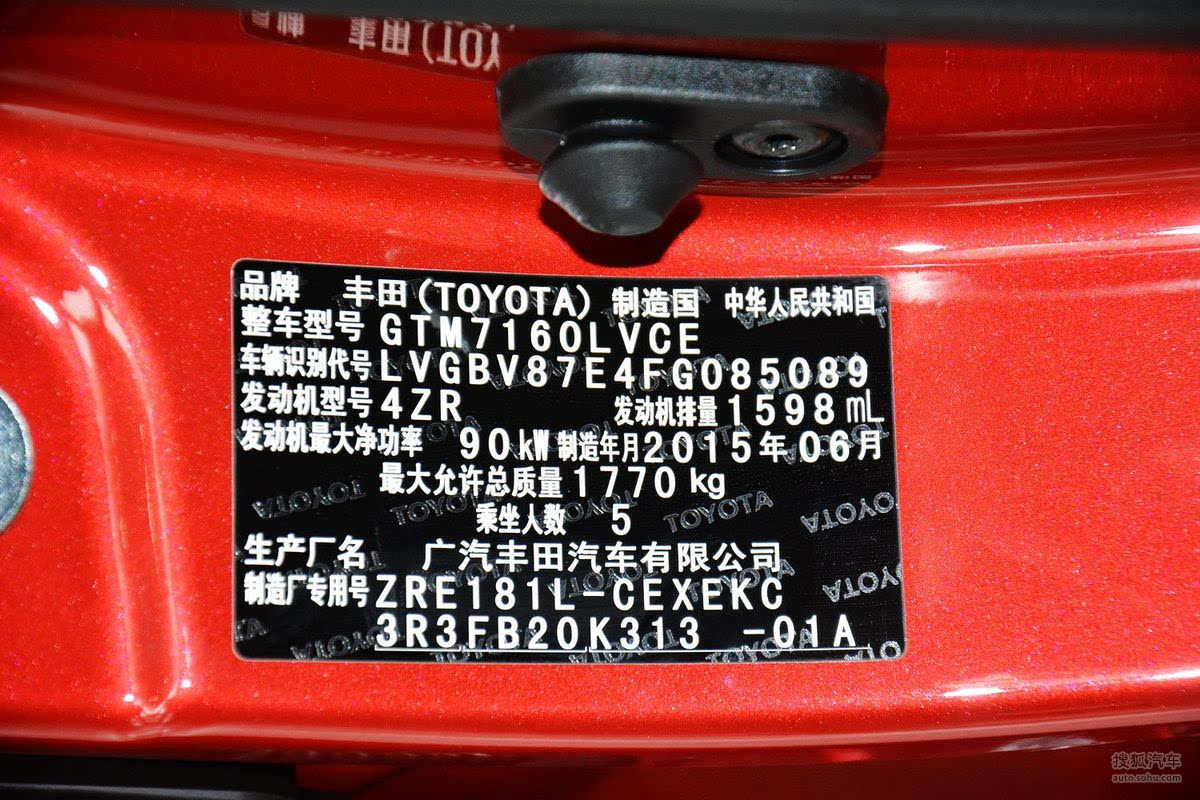 品牌 丰田(TOYOTA) 制造国 中华人民共和国
整车型号 GTM7160LVCE
车辆识别代号 LVGBV87E4FG085089
发动机型号 4ZR 发动机排量 1598 mL
发动机最大净功率 90kW 制造年月 2015年06月
最大允许总质量 1770 kg
乘坐人数 5
生产厂名 广汽丰田汽车有限公司
制造厂专用号 ZRE181L-CEXEKC
3R3FB20K313 -01A
搜狐汽车
auto.sohu.com